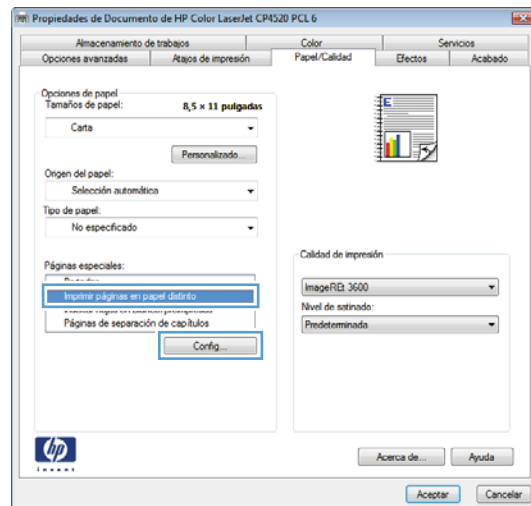 Propiedades de Documento de HP Color LaserJet CP4520 PCL 6
Almacenamiento de trabajos Color Servicios
Opciones avanzadas Atajos de impresión Papel/Calidad Efectos Acabado
Opciones de papel
Tamaños de papel: 8,5 × 11 pulgadas
Carta
Personalizado...
Origen del papel:
Selección automática
Tipo de papel:
No especificado
Páginas especiales:
Imprimir páginas en papel distinto
Páginas de separación de capítulos
Config...
E
Calidad de impresión
ImageREt 3600
Nivel de satinado:
Predeterminada
hp
invent
Acerca de... Ayuda
Aceptar Cancelar